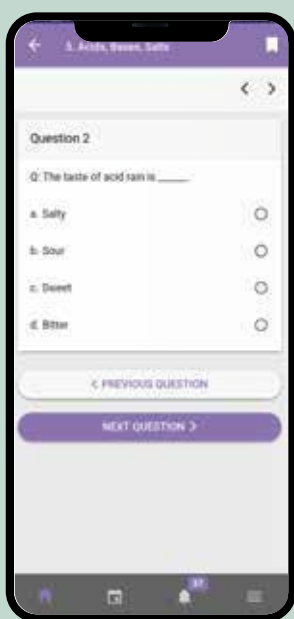 5. Acids, Bases, Salts
Question 2
Q: The taste of acid rain is _____
a. Salty
b. Sour
c. Sweet
d. Bitter
< PREVIOUS QUESTION
NEXT QUESTION >
37